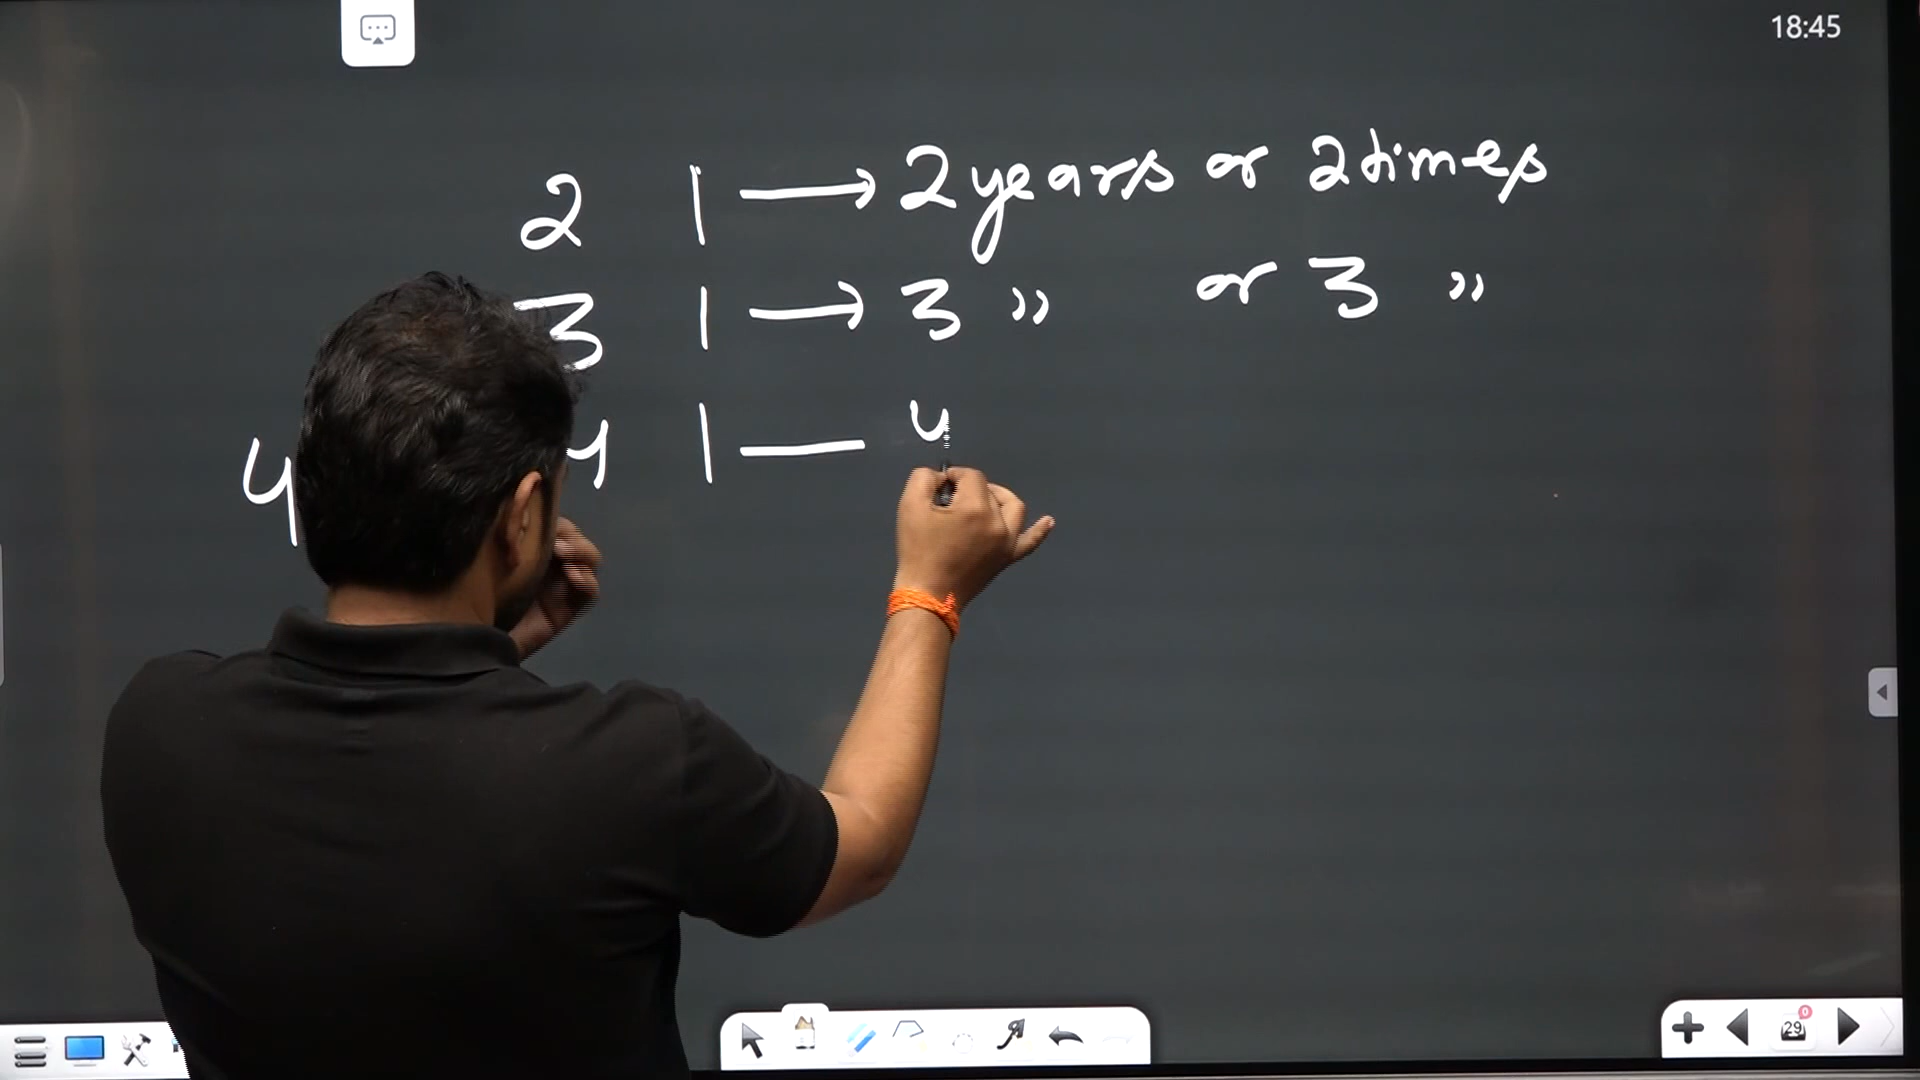 18:45
2 1 → 2 years or 2 times
3 1 → 3 " or 3 "
4 4 1 — 4
29
0